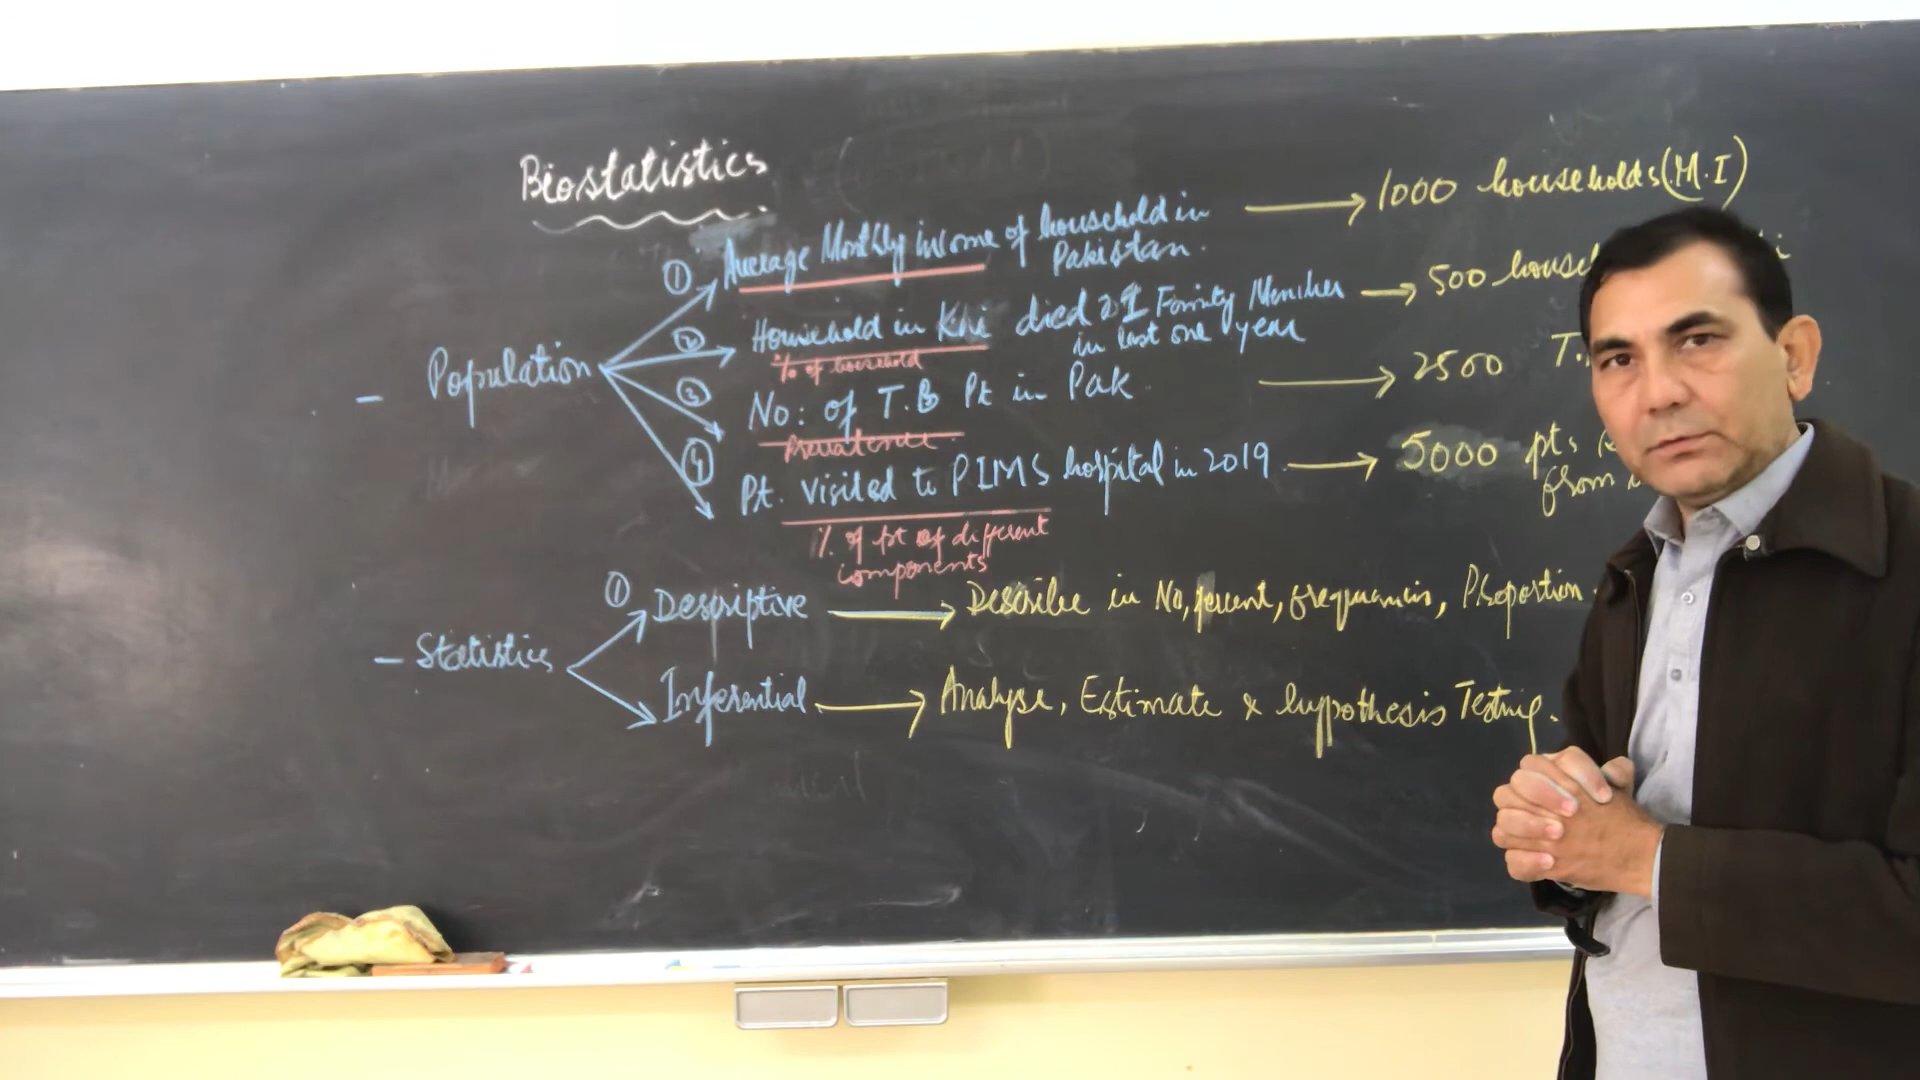 Biostatistics
① Average Monthly income of household in Pakistan. → 1000 households (M.I)
② Household in Khi died Family Member in last one year → 500
% of household
- Population
③ No: of T.B Pt in Pak → 2500 T.
Prevalence
④ Pt. visited to PIMS hospital in 2019 → 5000 pts
from
% of pt of different
components
① Descriptive → Describe in No, percent, frequencies, Proportion.
- Statistics
Inferential → Analyse, Estimate & hypothesis Testing.